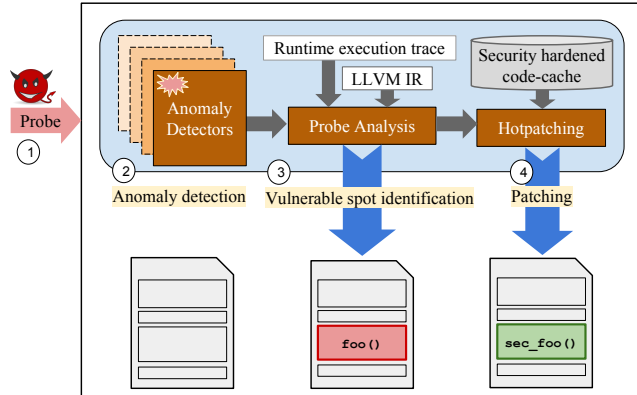 Runtime execution trace
Security hardened
code-cache
LLVM IR
Probe
1
Anomaly
Detectors
Probe Analysis
Hotpatching
2
3
4
Anomaly detection
Vulnerable spot identification
Patching
foo()
sec_foo()